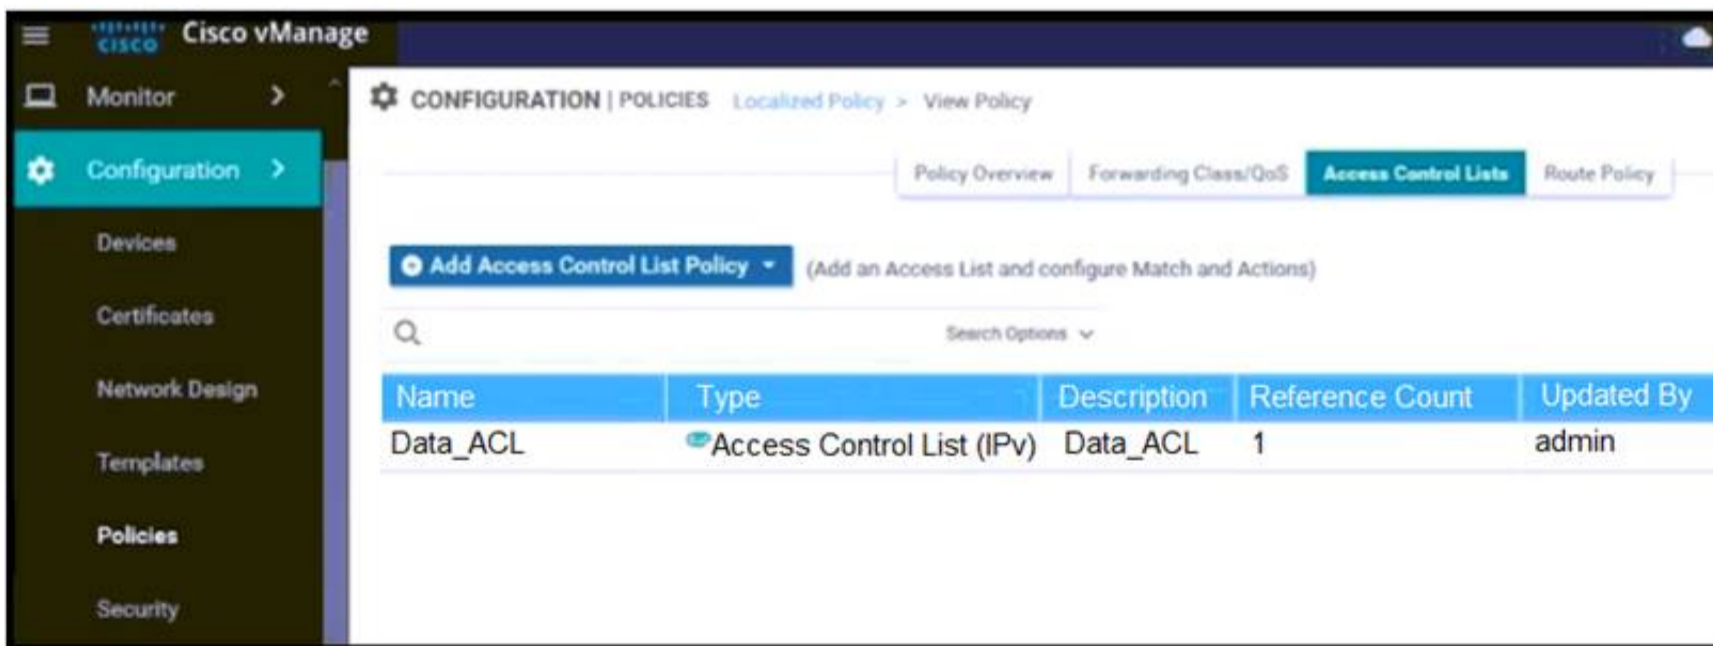 CISCO Cisco vManage
Monitor
CONFIGURATION | POLICIES Localized Policy > View Policy
Configuration
Policy Overview Forwarding Class/QoS Access Control Lists Route Policy
Devices
Add Access Control List Policy (Add an Access List and configure Match and Actions)
Certificates
Search Options
Network Design
Name Type Description Reference Count Updated By
Data_ACL Access Control List (IPv) Data_ACL 1 admin
Templates
Policies
Security